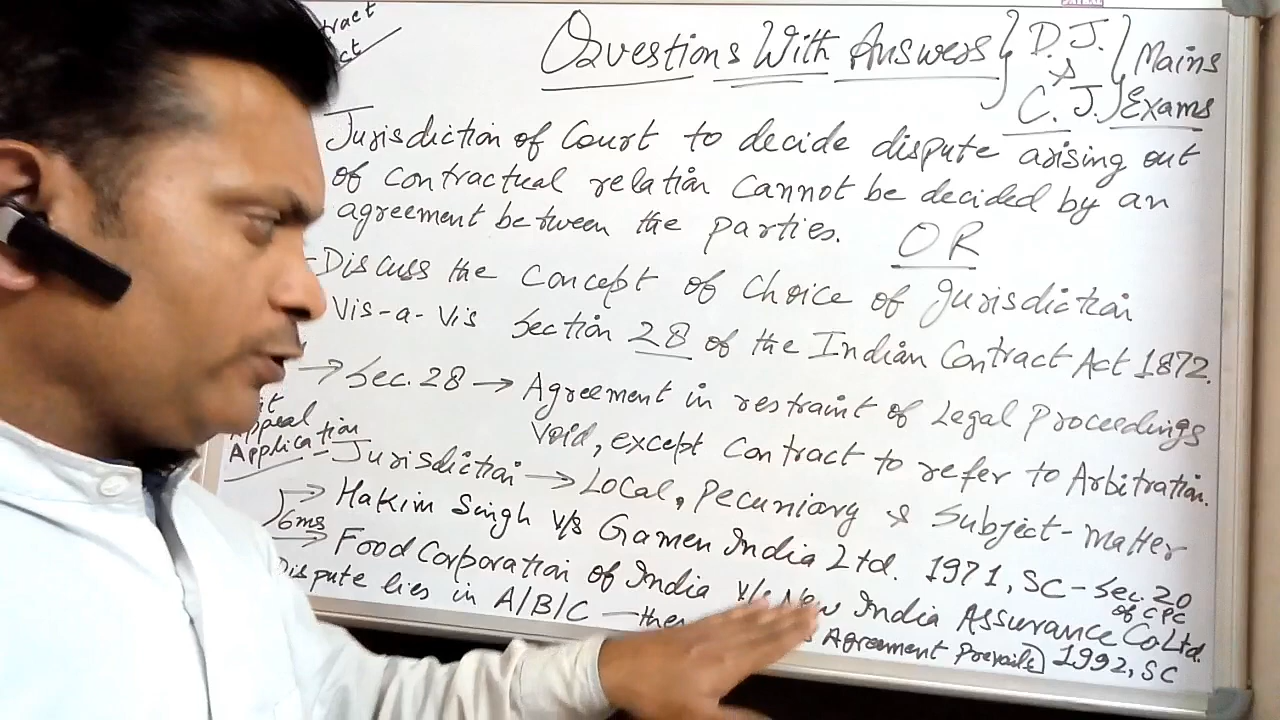 tract
ct
Questions With Answers
D. J.
&
C. J.
Mains
Exams
Jurisdiction of Court to decide dispute arising out
of contractual relation cannot be decided by an
agreement between the parties. OR
-Discuss the concept of Choice of Jurisdiction
Vis-a-Vis Section 28 of the Indian Contract Act 1872.
→ Sec. 28 → Agreement in restraint of Legal Proceedings
Void, except Contract to refer to Arbitration.
it
Appeal
Application
- Jurisdiction → Local, Pecuniary & Subject-matter
→ Hakim Singh v/s Gamen India Ltd. 1971, SC - Sec. 20
of CPC
6ms
→ Food Corporation of India v/s New India Assurance Co Ltd.
1992, SC
Dispute lies in A/B/C — then Agreement Prevails